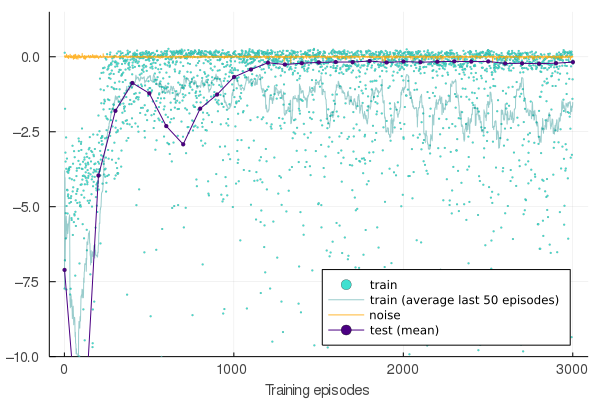 0.0
−2.5
−5.0
−7.5
−10.0
train
train (average last 50 episodes)
noise
test (mean)
0 1000 2000 3000
Training episodes